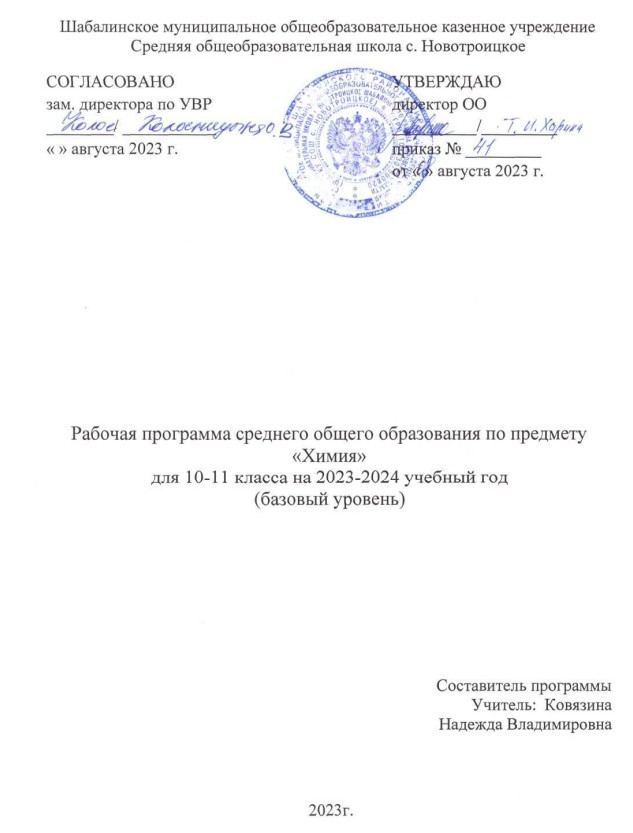 Шабалинское муниципальное общеобразовательное казенное учреждение
Средняя общеобразовательная школа с. Новотроицкое
СОГЛАСОВАНО
зам. директора по УВР
« » августа 2023 г.
УТВЕРЖДАЮ
директор ОО
Т. И. Хорина
приказ № 41
от « » августа 2023 г.
Рабочая программа среднего общего образования по предмету
«Химия»
для 10-11 класса на 2023-2024 учебный год
(базовый уровень)
Составитель программы
Учитель: Ковязина
Надежда Владимировна
2023г.